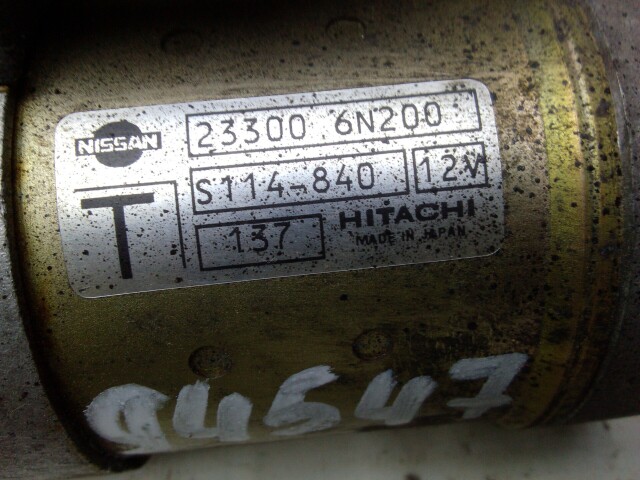 NISSAN 23300 6N200
T S114-840 12V
137 HITACHI
MADE IN JAPAN
94547